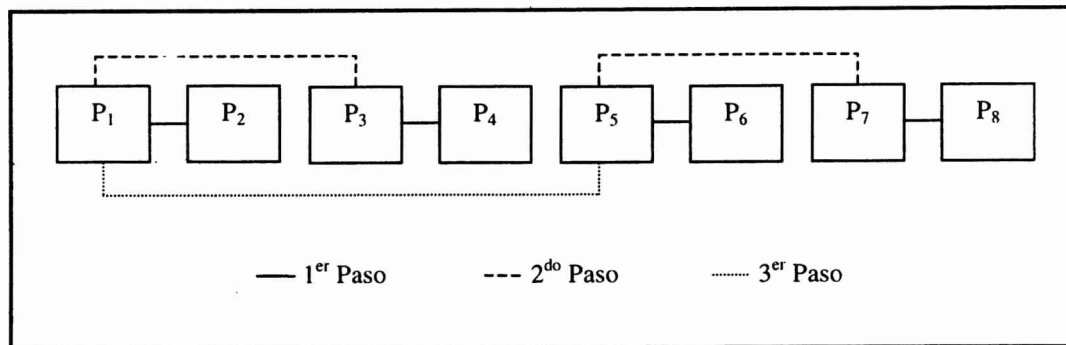 P₁ P₂ P₃ P₄ P₅ P₆ P₇ P₈
1ᵉʳ Paso 2ᵈᵒ Paso 3ᵉʳ Paso